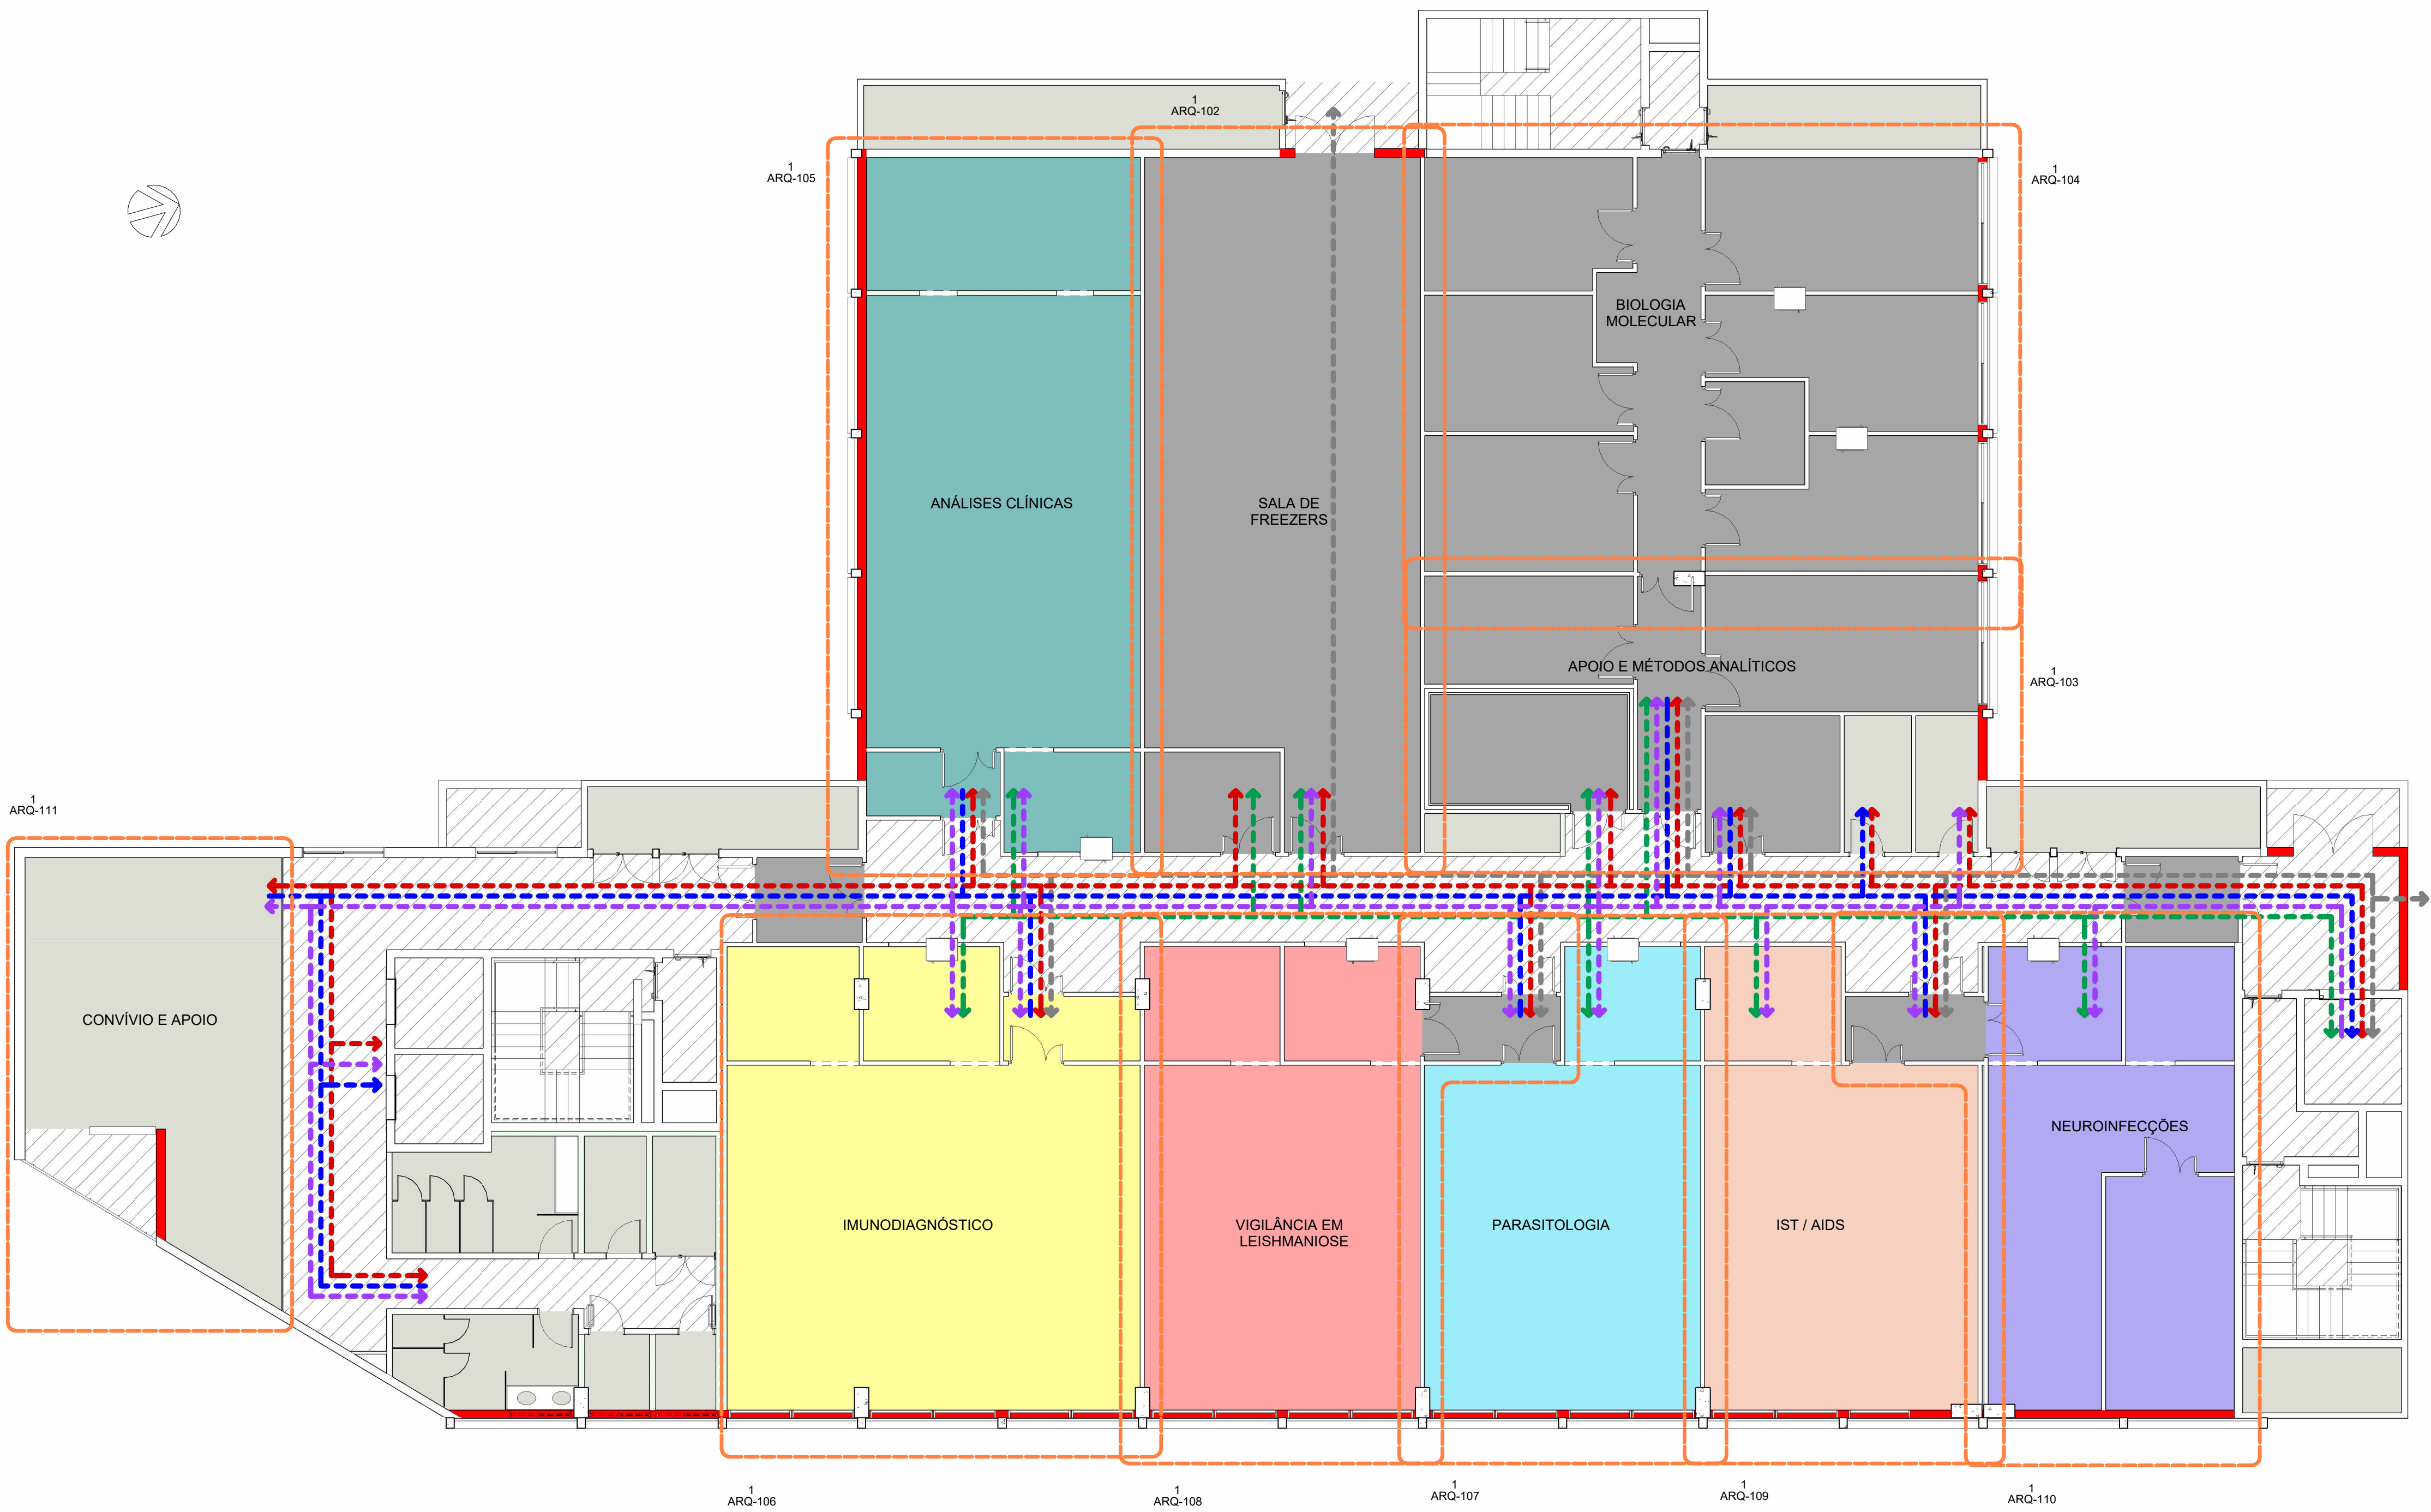 1
ARQ-102
1
ARQ-105
1
ARQ-104
BIOLOGIA
MOLECULAR
ANÁLISES CLÍNICAS
SALA DE
FREEZERS
APOIO E MÉTODOS ANALÍTICOS
1
ARQ-103
1
ARQ-111
CONVÍVIO E APOIO
NEUROINFECÇÕES
IMUNODIAGNÓSTICO
VIGILÂNCIA EM
LEISHMANIOSE
PARASITOLOGIA
IST / AIDS
1
ARQ-106
1
ARQ-108
1
ARQ-107
1
ARQ-109
1
ARQ-110